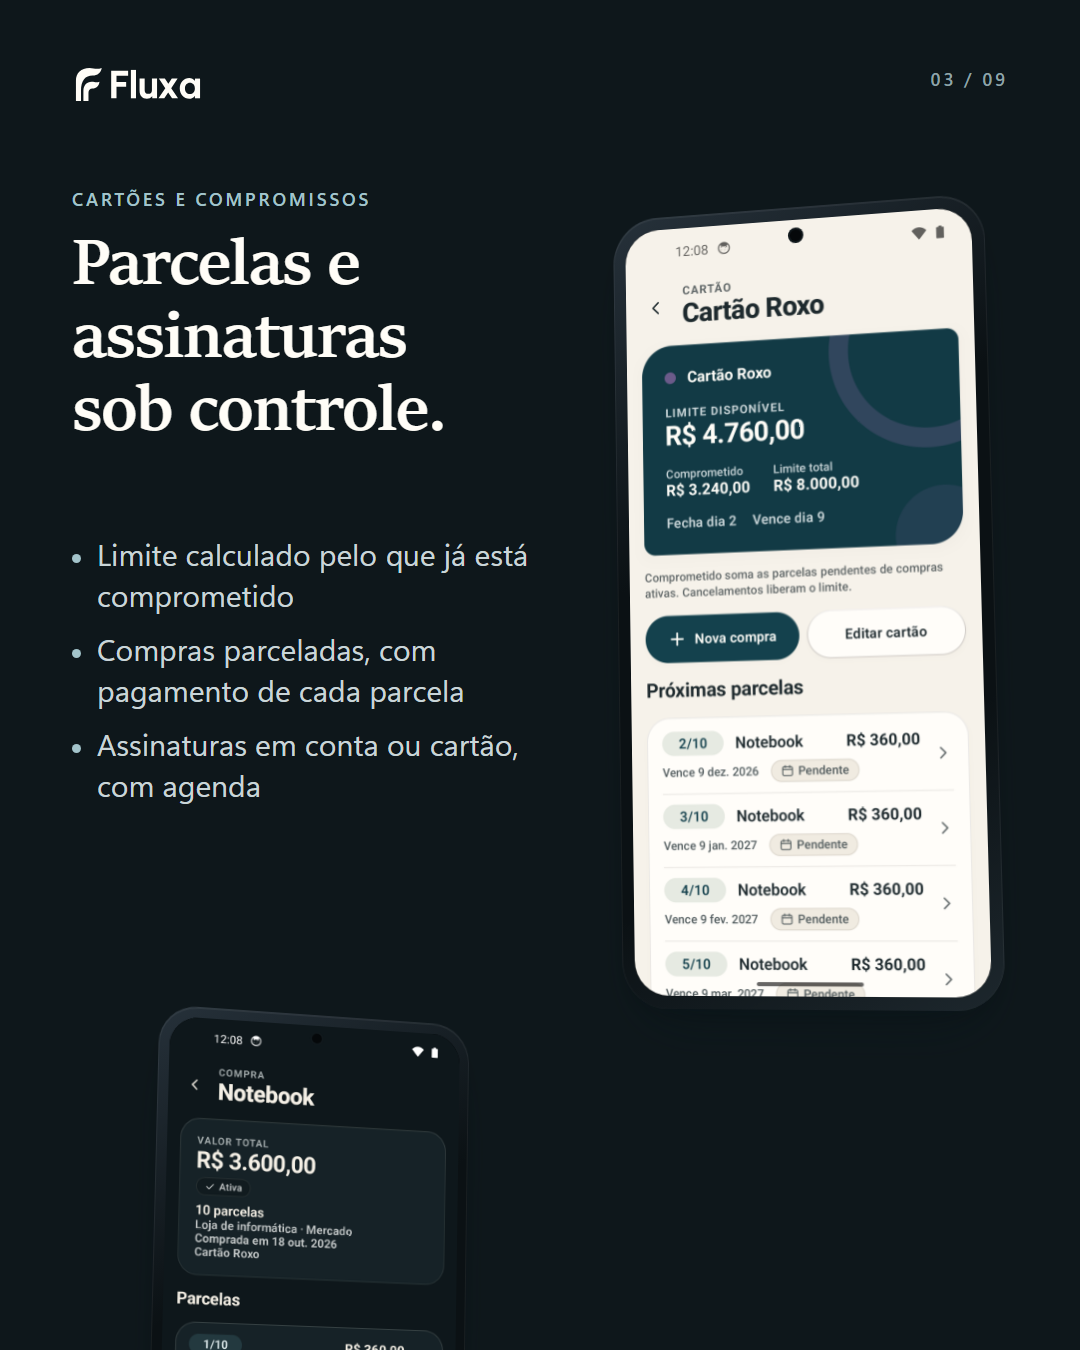 Fluxa
03 / 09
CARTÕES E COMPROMISSOS
Parcelas e
assinaturas
sob controle.
Limite calculado pelo que já está
comprometido
Compras parceladas, com
pagamento de cada parcela
Assinaturas em conta ou cartão,
com agenda
12:08
CARTÃO
Cartão Roxo
Cartão Roxo
LIMITE DISPONÍVEL
R$ 4.760,00
Comprometido Limite total
R$ 3.240,00 R$ 8.000,00
Fecha dia 2 Vence dia 9
Comprometido soma as parcelas pendentes de compras
ativas. Cancelamentos liberam o limite.
Nova compra Editar cartão
Próximas parcelas
2/10 Notebook R$ 360,00
Vence 9 dez. 2026 Pendente
3/10 Notebook R$ 360,00
Vence 9 jan. 2027 Pendente
4/10 Notebook R$ 360,00
Vence 9 fev. 2027 Pendente
5/10 Notebook R$ 360,00
Vence 9 mar. 2027 Pendente
12:08
COMPRA
Notebook
VALOR TOTAL
R$ 3.600,00
Ativa
10 parcelas
Loja de informática · Mercado
Comprada em 18 out. 2026
Cartão Roxo
Parcelas
1/10 R$ 360,00